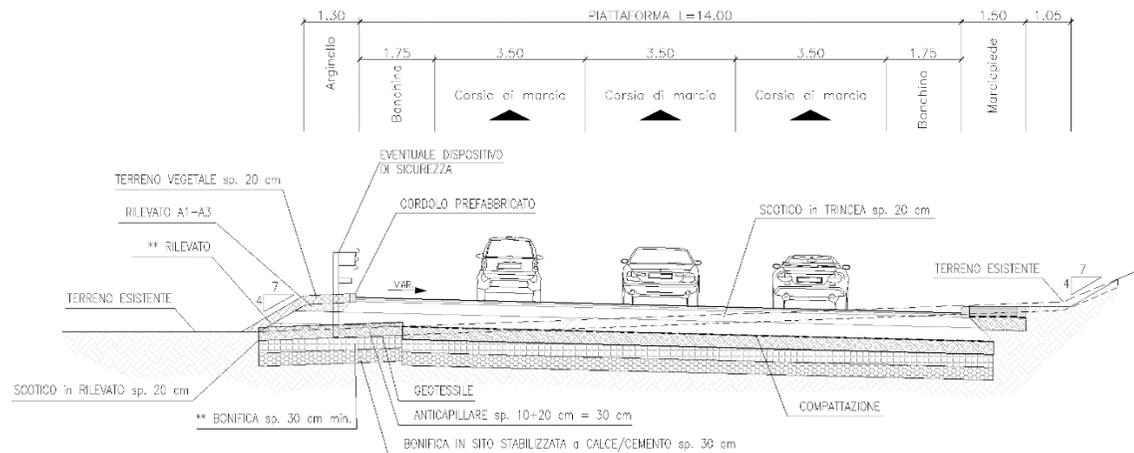 1.30
PIATTAFORMA L=14.00
1.50
1.05
Arginello
1.75
3.50
3.50
3.50
1.75
Marciapiede
Banchina
Corsia di marcia
Corsia di marcia
Corsia di marcia
Banchina
EVENTUALE DISPOSITIVO
DI SICUREZZA
TERRENO VEGETALE sp. 20 cm
CORDOLO PREFABBRICATO
RILEVATO A1-A3
SCOTICO in TRINCEA sp. 20 cm
** RILEVATO
7
4
VAR.
TERRENO ESISTENTE
7
4
TERRENO ESISTENTE
SCOTICO in RILEVATO sp. 20 cm
GEOTESSILE
** BONIFICA sp. 30 cm min.
ANTICAPILLARE sp. 10+20 cm = 30 cm
COMPATTAZIONE
BONIFICA IN SITO STABILIZZATA a CALCE/CEMENTO sp. 30 cm